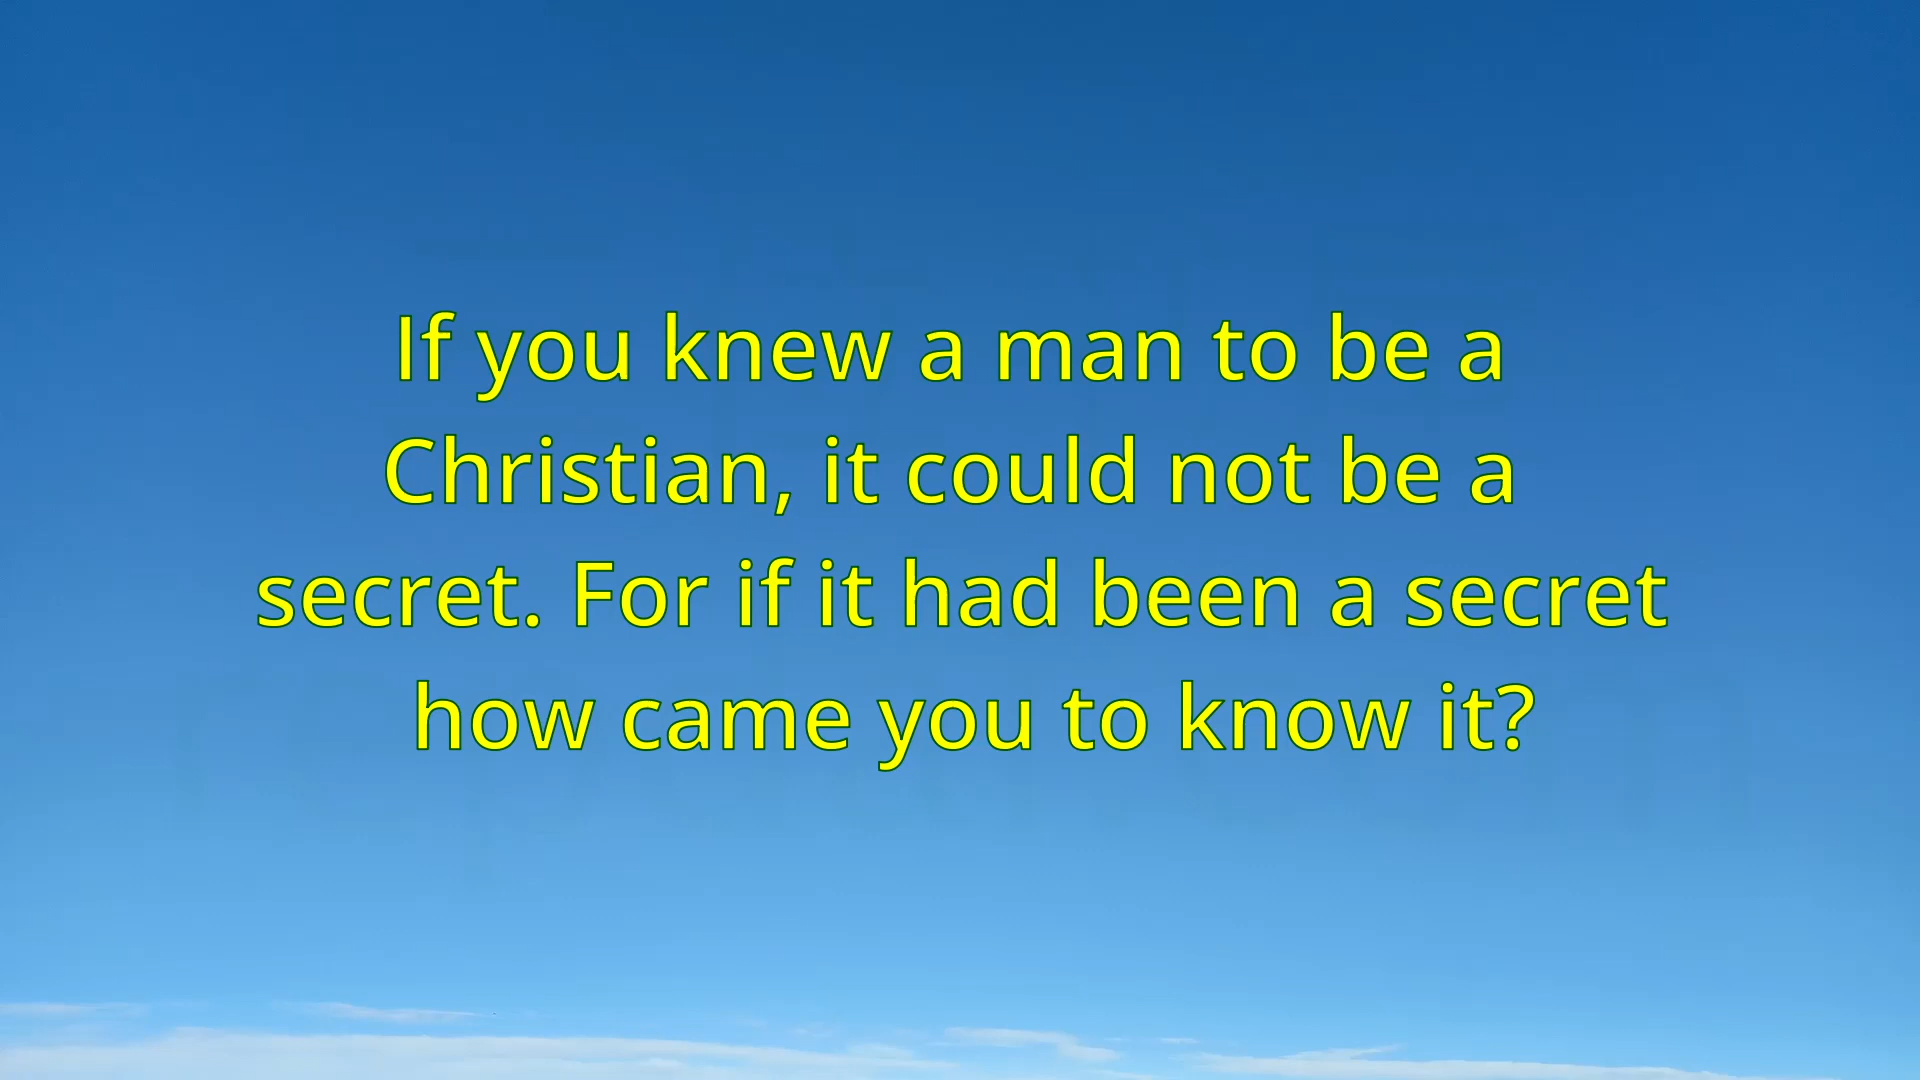 If you knew a man to be a
Christian, it could not be a
secret. For if it had been a secret
how came you to know it?